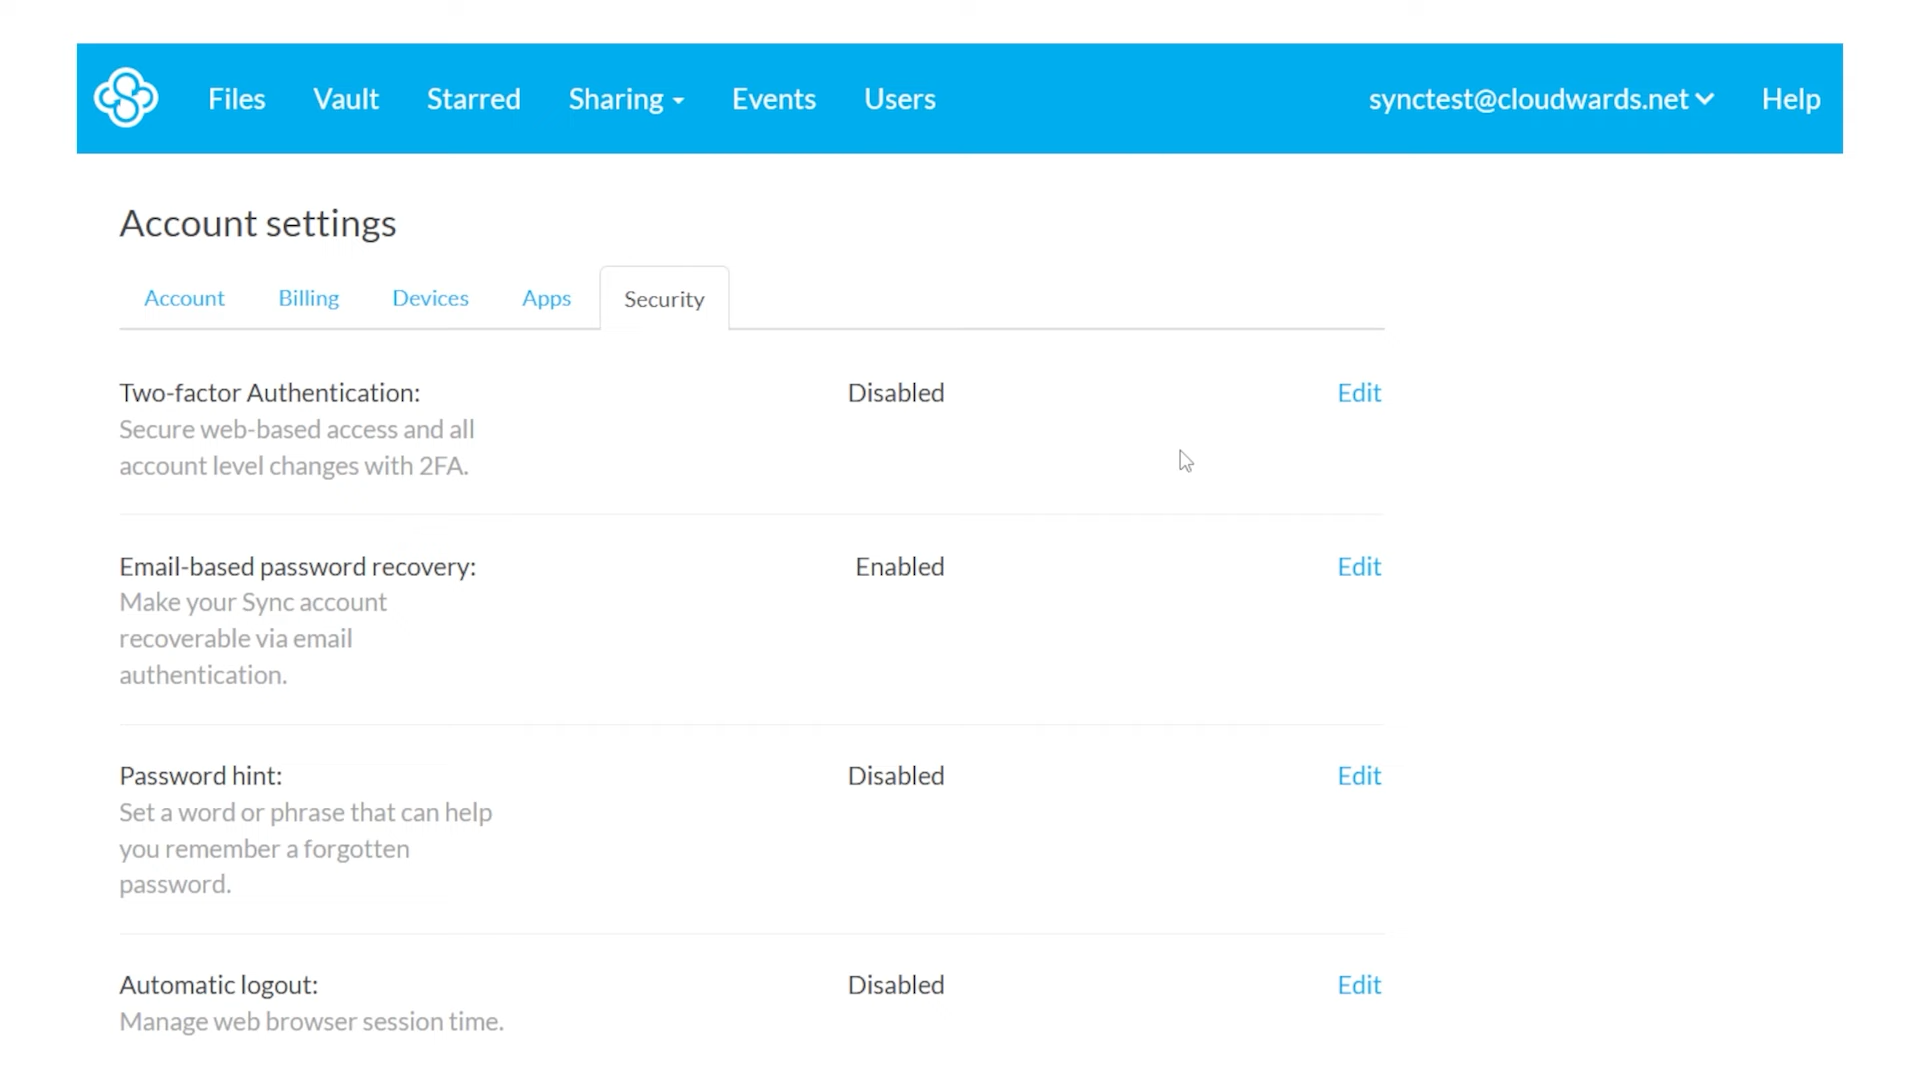 Files Vault Starred Sharing Events Users synctest@cloudwards.net Help
Account settings
Account Billing Devices Apps Security
Two-factor Authentication: Disabled Edit
Secure web-based access and all
account level changes with 2FA.
Email-based password recovery: Enabled Edit
Make your Sync account
recoverable via email
authentication.
Password hint: Disabled Edit
Set a word or phrase that can help
you remember a forgotten
password.
Automatic logout: Disabled Edit
Manage web browser session time.